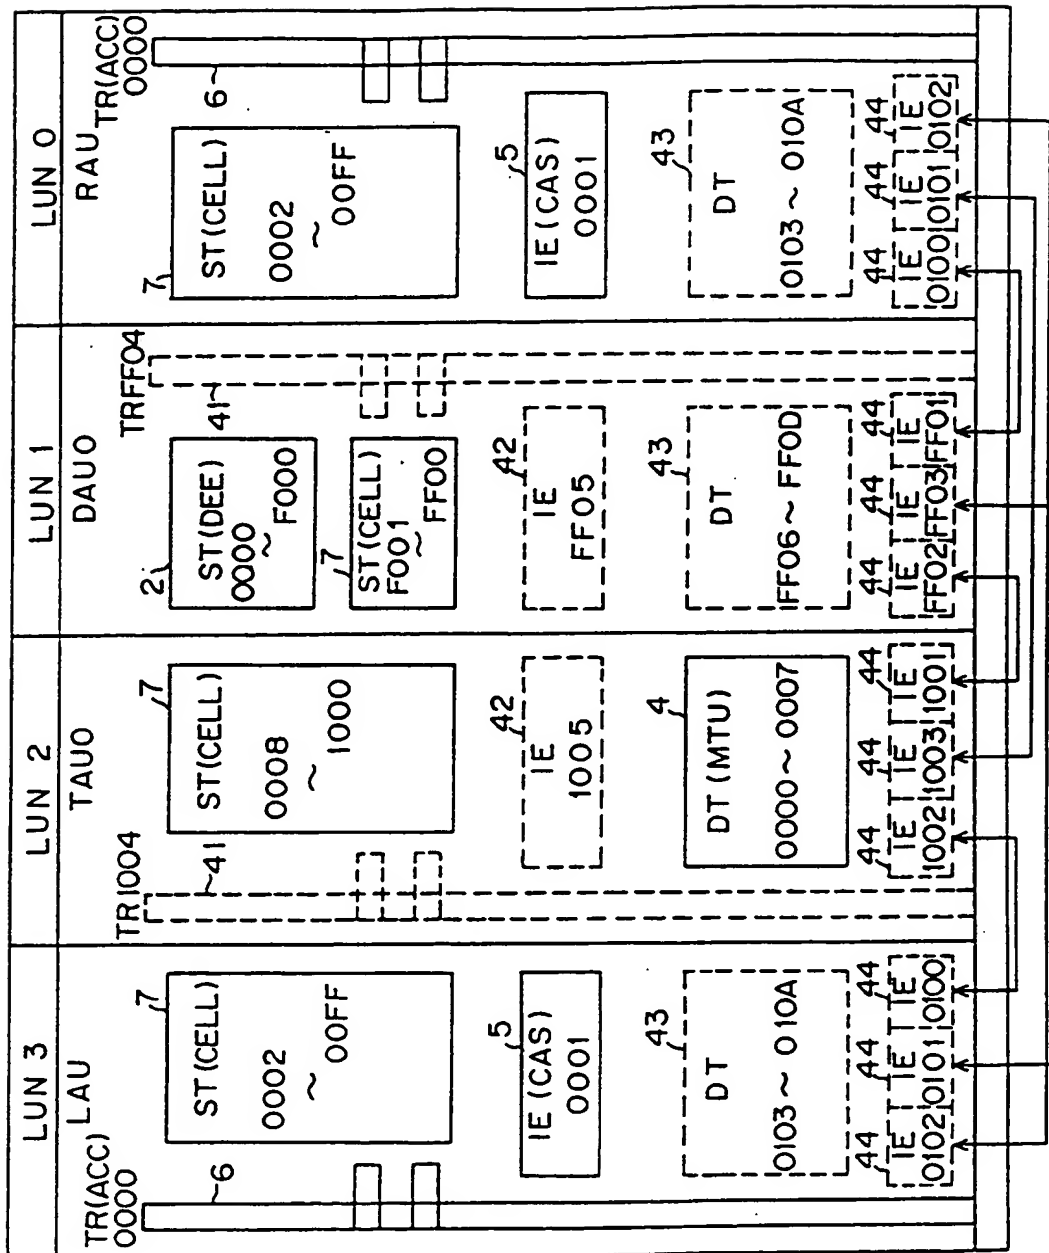 LUN 3
LAU
TR(ACC)
0000
6
7
ST(CELL)
0002
~
00FF
5
IE(CAS)
0001
43
DT
0103~010A
44
44
44
IE
IE
IE
0102
0101
0100
LUN 2
TAU0
TR1004
41
7
ST(CELL)
0008
~
1000
42
IE
1005
4
DT(MTU)
0000~0007
44
44
44
IE
IE
IE
1002
1003
1001
LUN 1
DAU0
TRFF04
41
2
ST(DEE)
0000
~
F000
7
ST(CELL)
F001
~
FF00
42
IE
FF05
43
DT
FF06~FF0D
44
44
44
IE
IE
IE
FF02
FF03
FF01
LUN 0
RAU
TR(ACC)
0000
6
7
ST(CELL)
0002
~
00FF
5
IE(CAS)
0001
43
DT
0103~010A
44
44
44
IE
IE
IE
0100
0101
0102